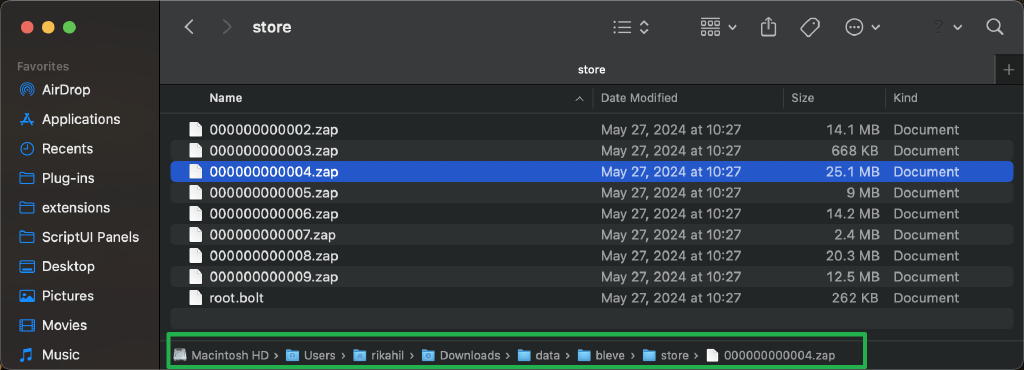 store
Favorites
AirDrop
Applications
Recents
Plug-ins
extensions
ScriptUI Panels
Desktop
Pictures
Movies
Music
store
Name Date Modified Size Kind
000000000002.zap May 27, 2024 at 10:27 14.1 MB Document
000000000003.zap May 27, 2024 at 10:27 668 KB Document
000000000004.zap May 27, 2024 at 10:27 25.1 MB Document
000000000005.zap May 27, 2024 at 10:27 9 MB Document
000000000006.zap May 27, 2024 at 10:27 14.2 MB Document
000000000007.zap May 27, 2024 at 10:27 2.4 MB Document
000000000008.zap May 27, 2024 at 10:27 20.3 MB Document
000000000009.zap May 27, 2024 at 10:27 12.5 MB Document
root.bolt May 27, 2024 at 10:27 262 KB Document
Macintosh HD › Users › rikahil › Downloads › data › bleve › store › 000000000004.zap